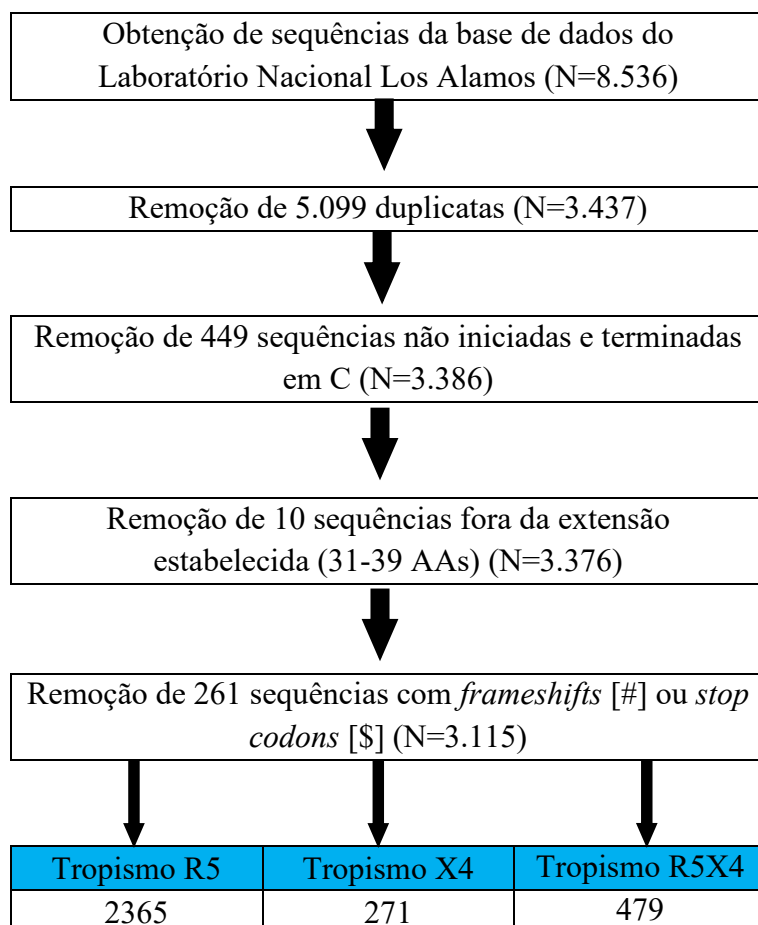 Obtenção de sequências da base de dados do
Laboratório Nacional Los Alamos (N=8.536)
Remoção de 5.099 duplicatas (N=3.437)
Remoção de 449 sequências não iniciadas e terminadas
em C (N=3.386)
Remoção de 10 sequências fora da extensão
estabelecida (31-39 AAs) (N=3.376)
Remoção de 261 sequências com frameshifts [#] ou stop
codons [$] (N=3.115)
Tropismo R5 Tropismo X4 Tropismo R5X4
2365 271 479